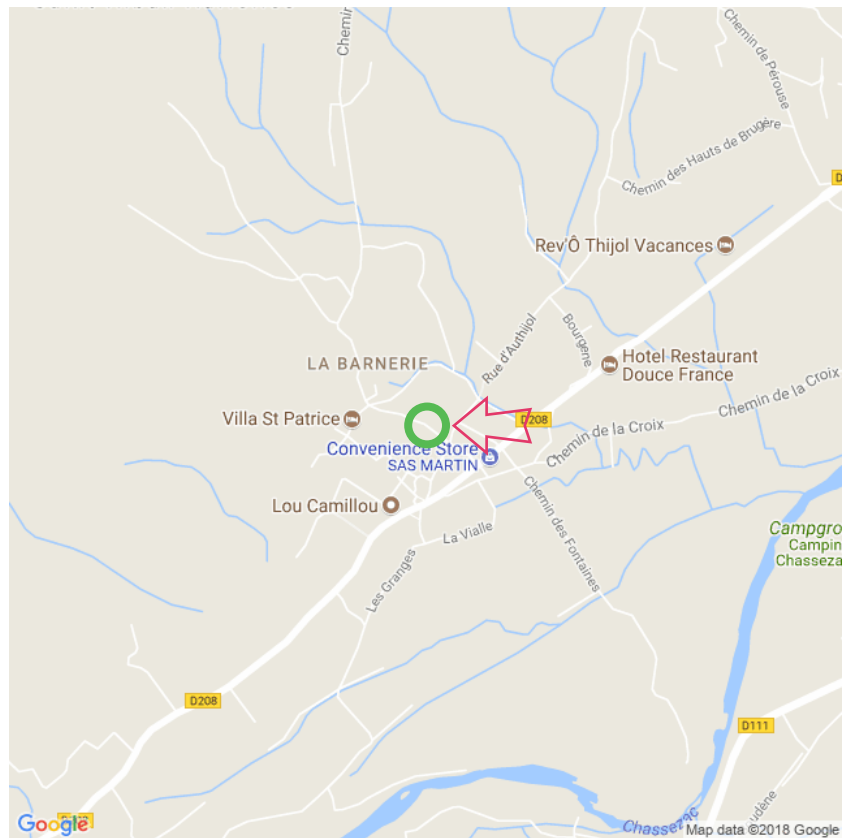 Chemin
Chemin de Pérouse
Chemin des Hauts de Brugère
D
Rev'Ô Thijol Vacances
Rue d'Authijol
Bourgene
LA BARNERIE
Hotel Restaurant
Douce France
Chemin de la Croix
Villa St Patrice
D208
Chemin de la Croix
Convenience Store
SAS MARTIN
Lou Camillou
La Vialle
Chemin des Fontaines
Les Granges
Campgro
Campin
Chasseza
D208
D111
Chassezac
udène
Google
Map data ©2018 Google